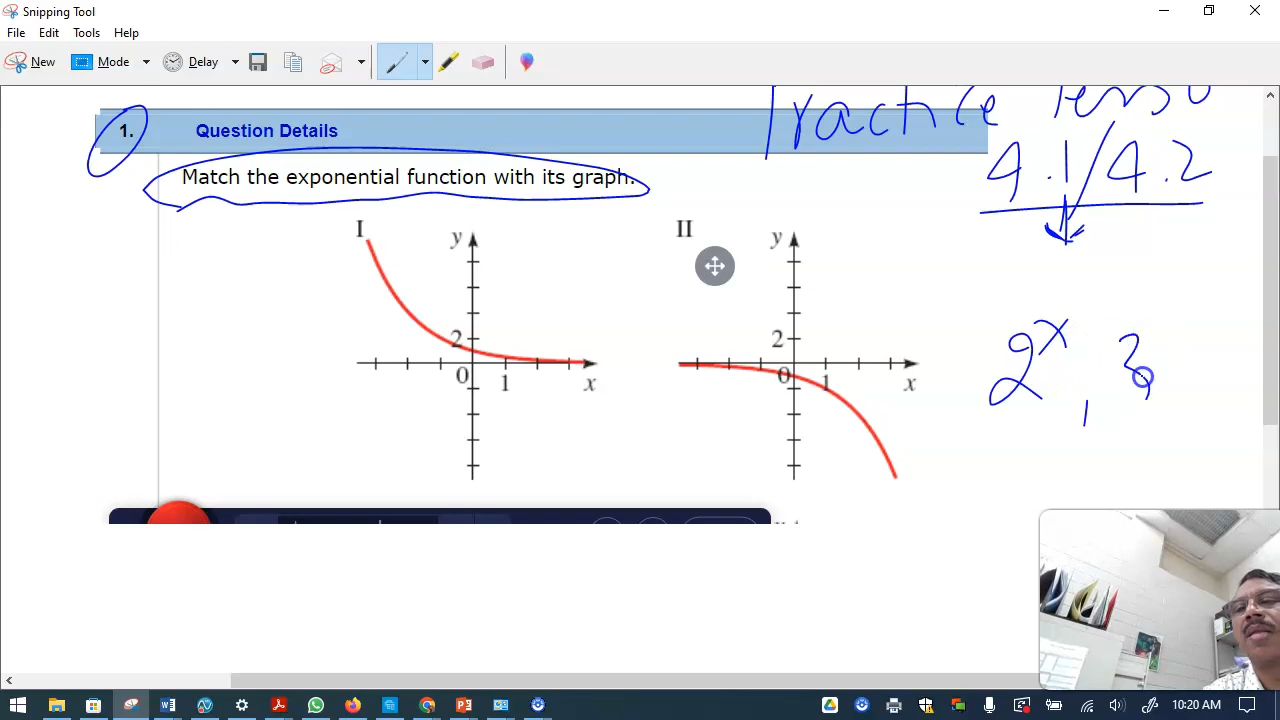 Snipping Tool
File Edit Tools Help
New Mode Delay
Practice
4.1/4.2
1. Question Details
Match the exponential function with its graph.
I y 2 0 1 x
II y 2 0 1 x
2^x , 3
10:20 AM